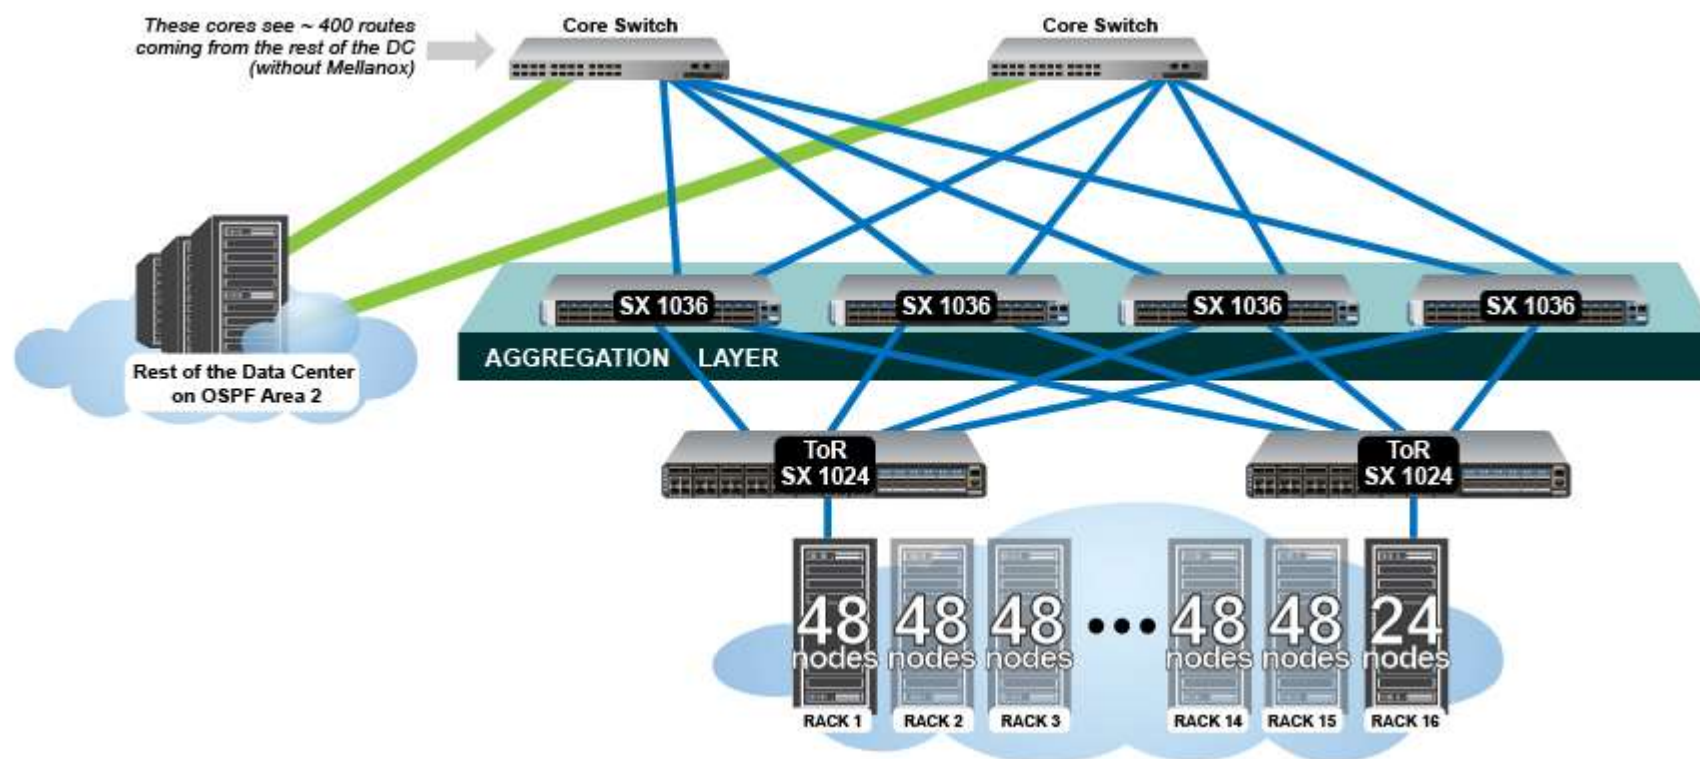 These cores see ~ 400 routes
coming from the rest of the DC
(without Mellanox)
Core Switch
Core Switch
SX 1036
SX 1036
SX 1036
SX 1036
AGGREGATION LAYER
Rest of the Data Center
on OSPF Area 2
ToR
SX 1024
ToR
SX 1024
48
nodes
48
nodes
48
nodes
48
nodes
48
nodes
24
nodes
RACK 1
RACK 2
RACK 3
RACK 14
RACK 15
RACK 16